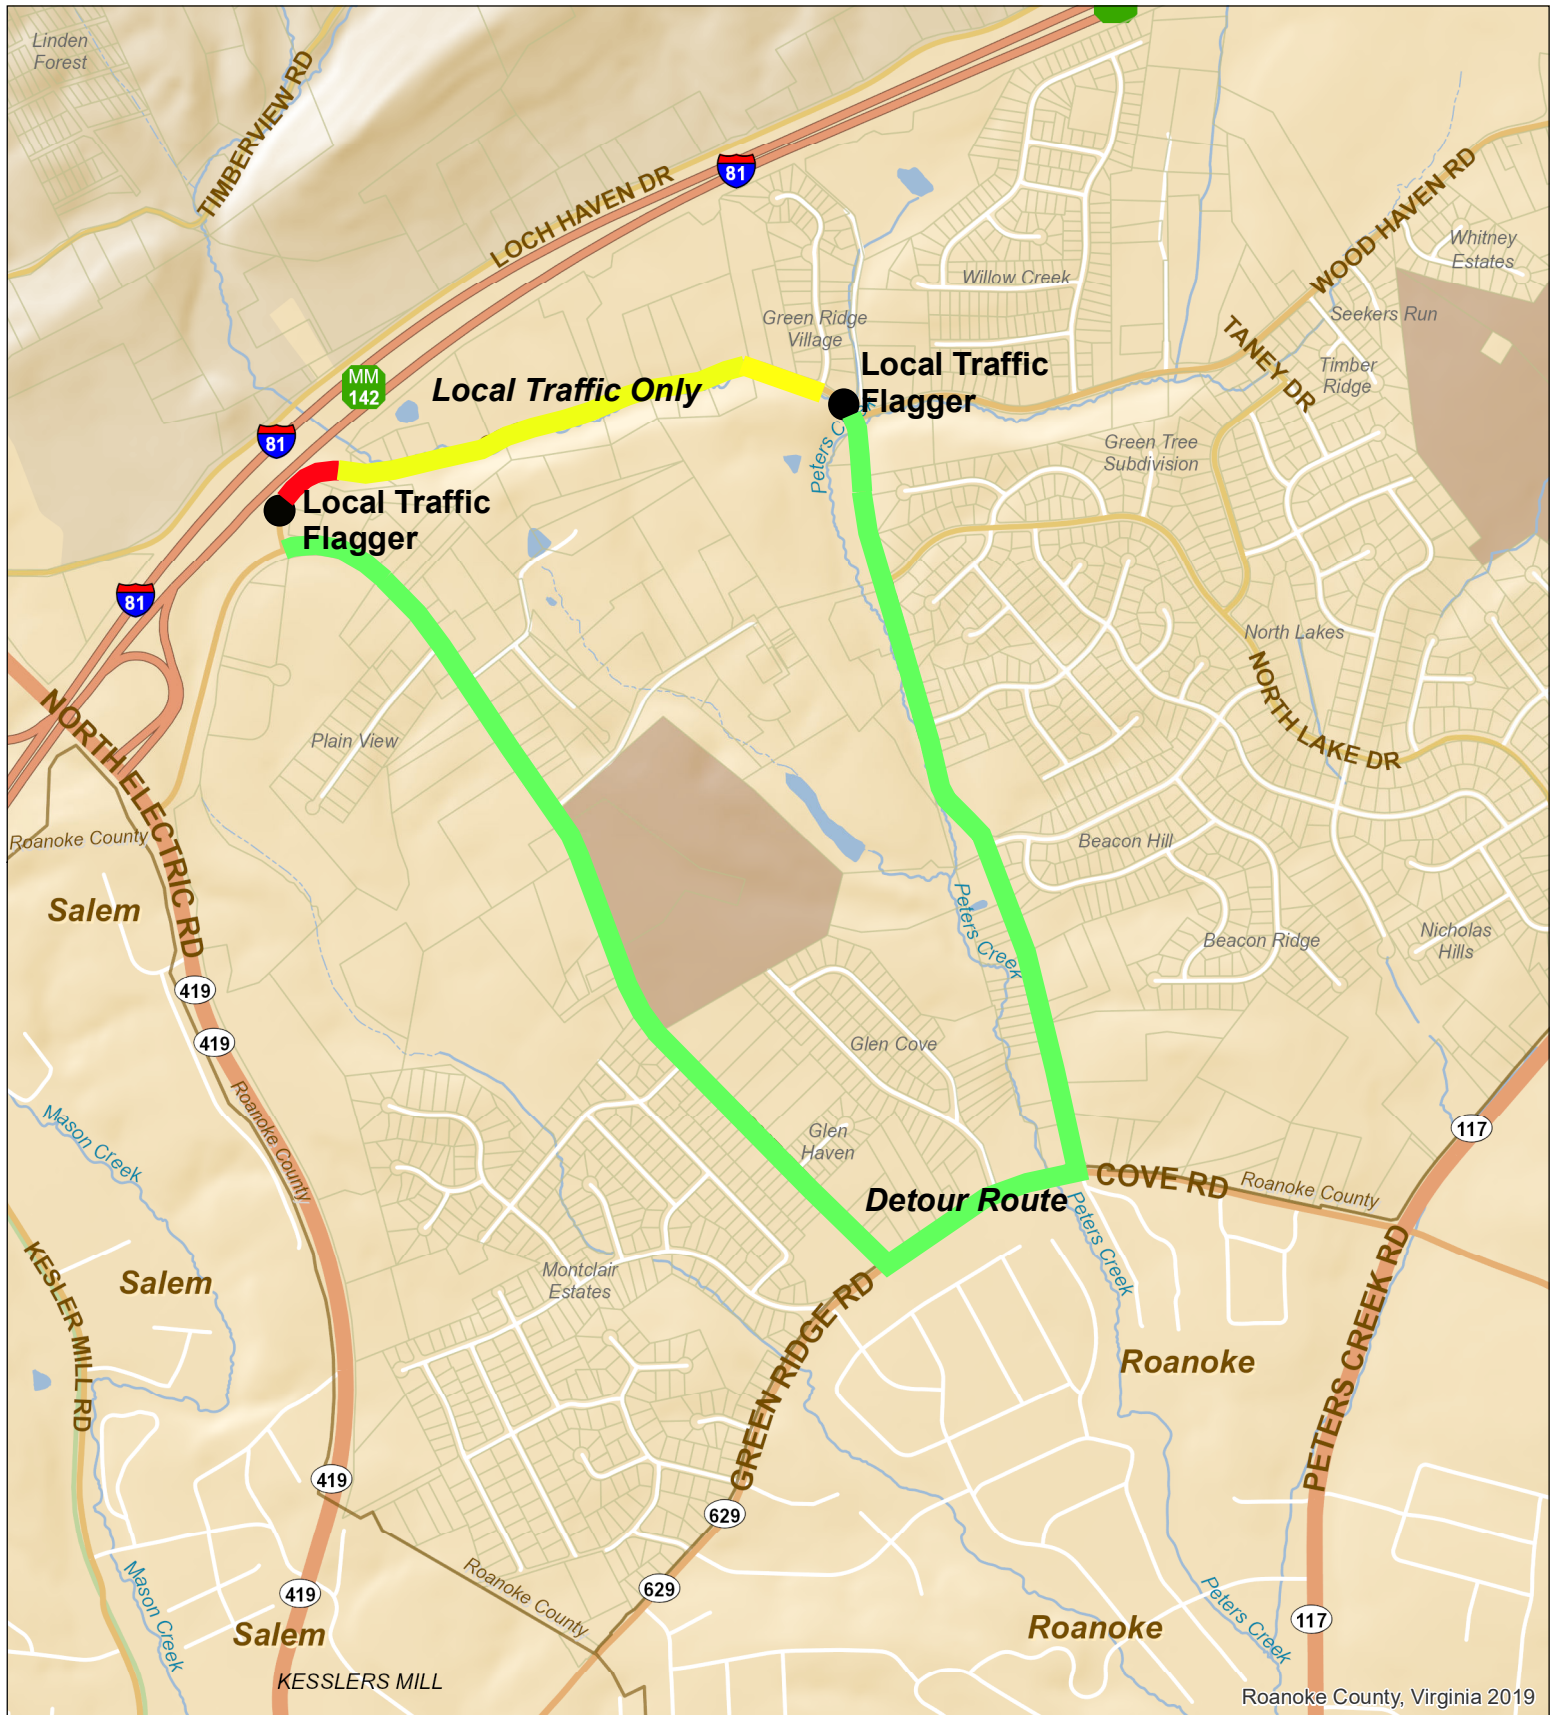 Linden
Forest
TIMBERVIEW RD
LOCH HAVEN DR
81
WOOD HAVEN RD
Whitney
Estates
Willow Creek
Green Ridge
Village
Seekers Run
TANEY DR
Timber
Ridge
MM
142
Local Traffic Only
Local Traffic
Flagger
81
Peters C
Green Tree
Subdivision
Local Traffic
Flagger
81
North Lakes
NORTH LAKE DR
NORTH ELECTRIC RD
Plain View
Roanoke County
Beacon Hill
Salem
Peters Creek
Beacon Ridge
Nicholas
Hills
419
419
Glen Cove
Roanoke County
Mason Creek
Glen
Haven
117
COVE RD
Roanoke County
Detour Route
Peters Creek
KESLER MILL RD
Salem
Montclair
Estates
GREEN RIDGE RD
Roanoke
PETERS CREEK RD
419
629
Roanoke County
629
Mason Creek
419
Peters Creek
117
Salem
Roanoke
KESSLERS MILL
Roanoke County, Virginia 2019